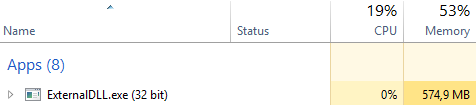 19% 53%
Name Status CPU Memory
Apps (8)
ExternalDLL.exe (32 bit) 0% 574,9 MB